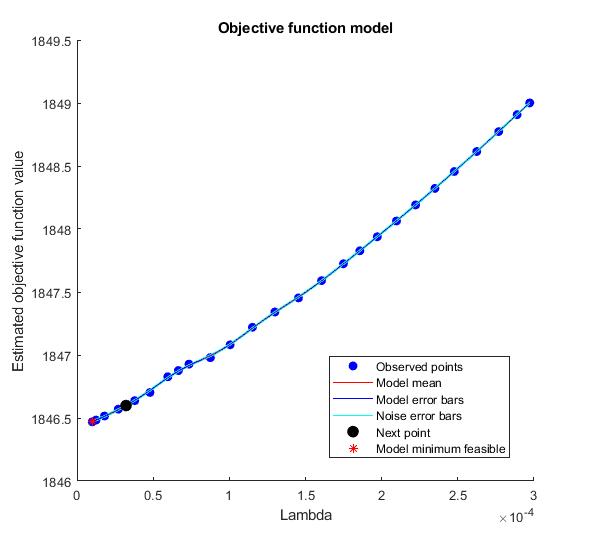 Objective function model
Estimated objective function value
1849.5
1849
1848.5
1848
1847.5
1847
1846.5
1846
0
0.5
1
1.5
2
2.5
3
×10^-4
Lambda
Observed points
Model mean
Model error bars
Noise error bars
Next point
Model minimum feasible